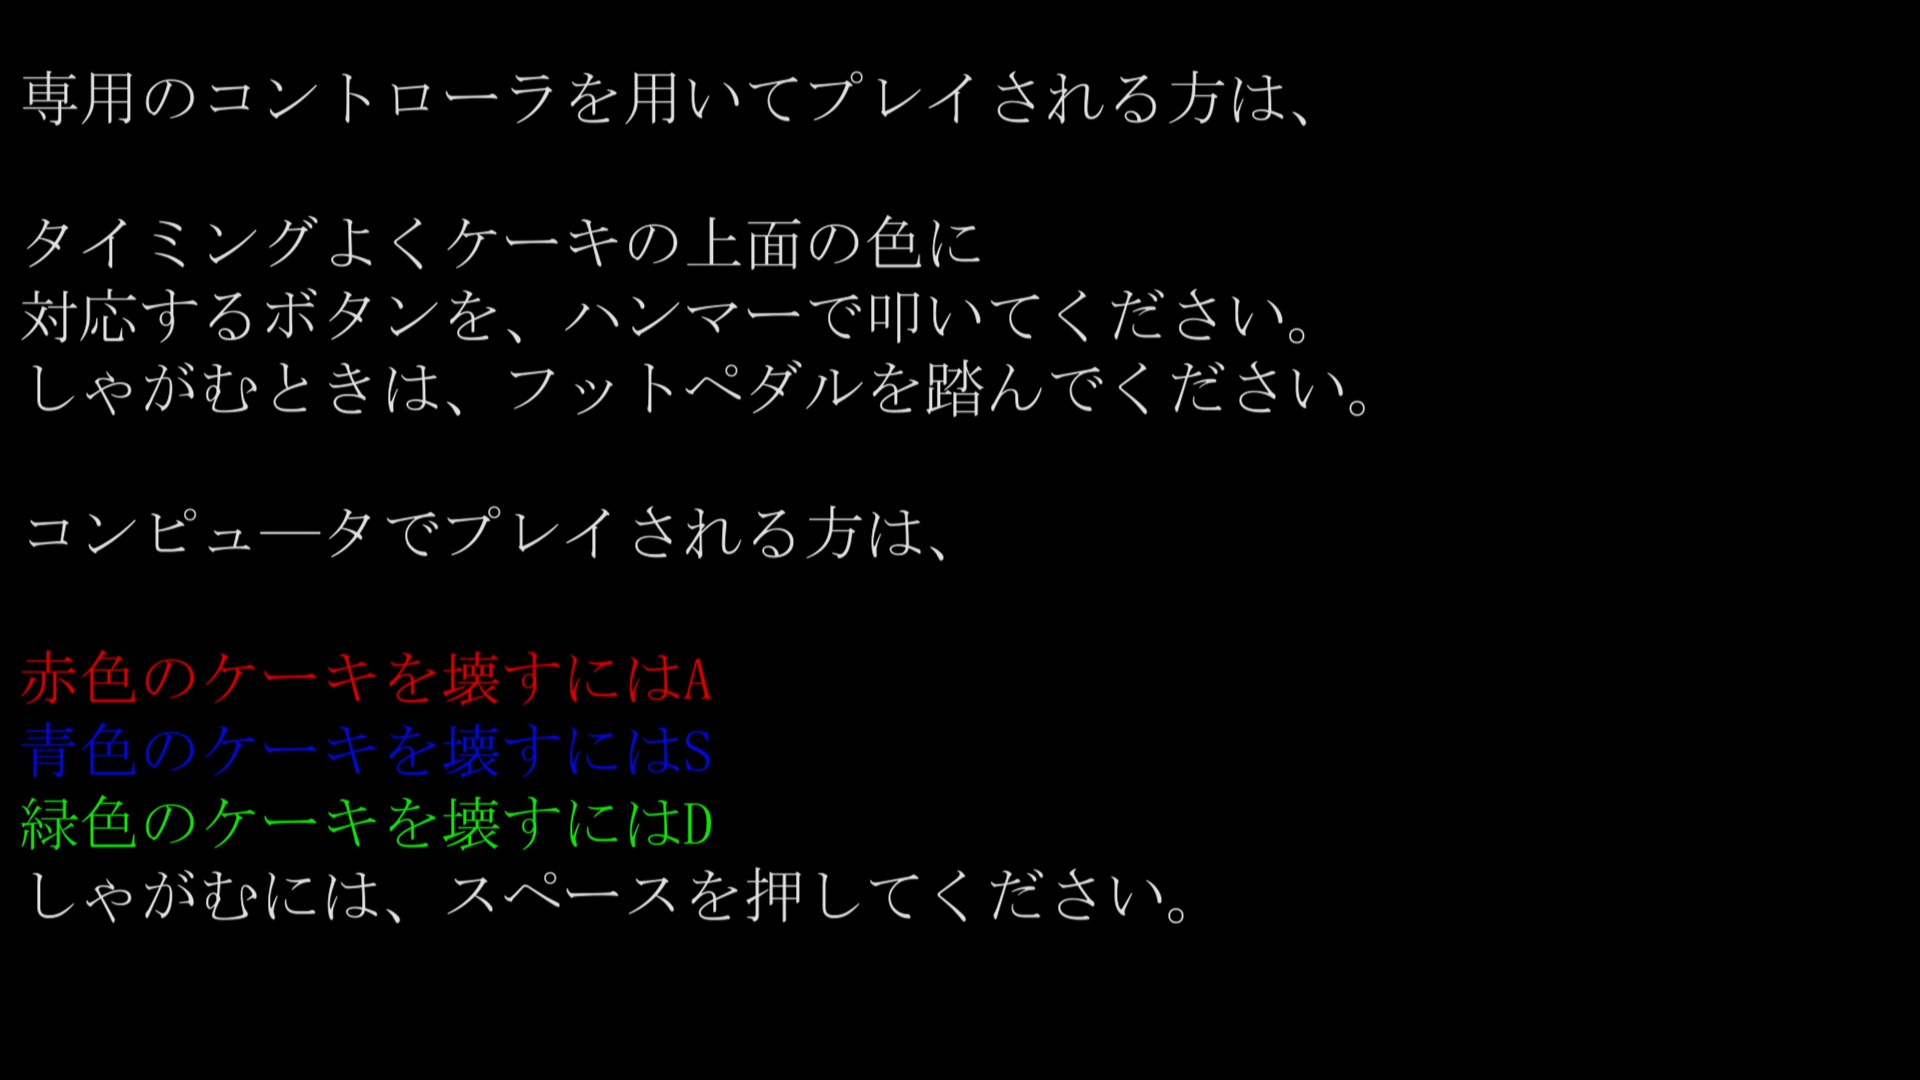 専用のコントローラを用いてプレイされる方は、
タイミングよくケーキの上面の色に
対応するボタンを、ハンマーで叩いてください。
しゃがむときは、フットペダルを踏んでください。
コンピュ―タでプレイされる方は、
赤色のケーキを壊すにはA
青色のケーキを壊すにはS
緑色のケーキを壊すにはD
しゃがむには、スペースを押してください。